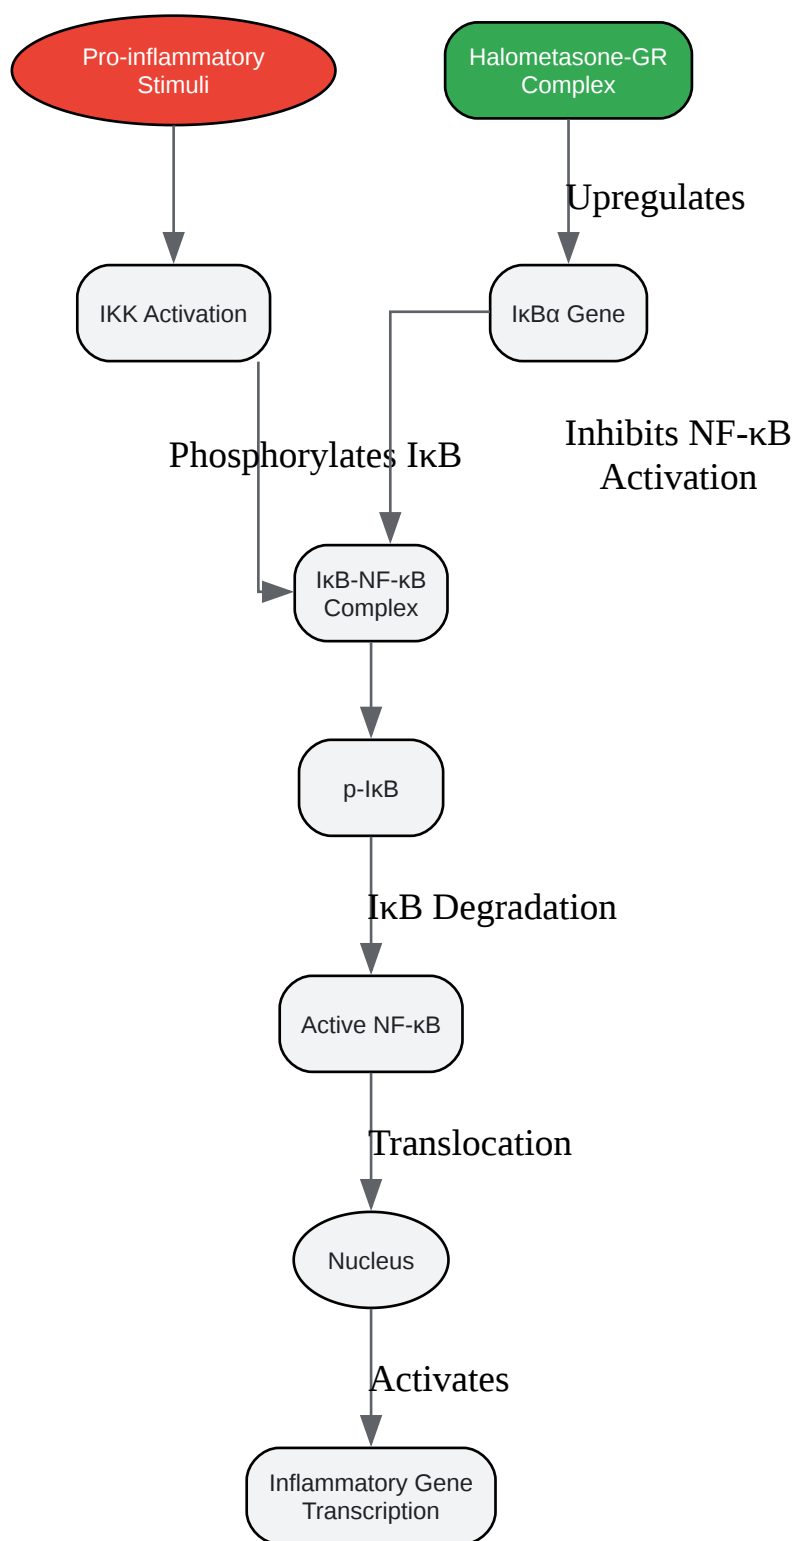 Pro-inflammatory
Stimuli
Halometasone-GR
Complex
Upregulates
IKK Activation
IκBα Gene
Phosphorylates IκB
Inhibits NF-κB
Activation
IκB-NF-κB
Complex
p-IκB
IκB Degradation
Active NF-κB
Translocation
Nucleus
Activates
Inflammatory Gene
Transcription